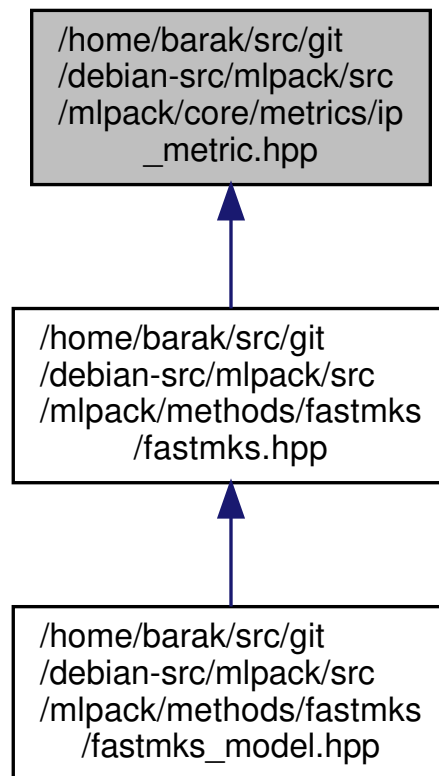 /home/barak/src/git
/debian-src/mlpack/src
/mlpack/core/metrics/ip
_metric.hpp
/home/barak/src/git
/debian-src/mlpack/src
/mlpack/methods/fastmks
/fastmks.hpp
/home/barak/src/git
/debian-src/mlpack/src
/mlpack/methods/fastmks
/fastmks_model.hpp